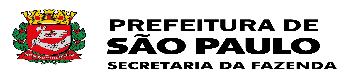 PREFEITURA DE
SÃO PAULO
SECRETARIA DA FAZENDA